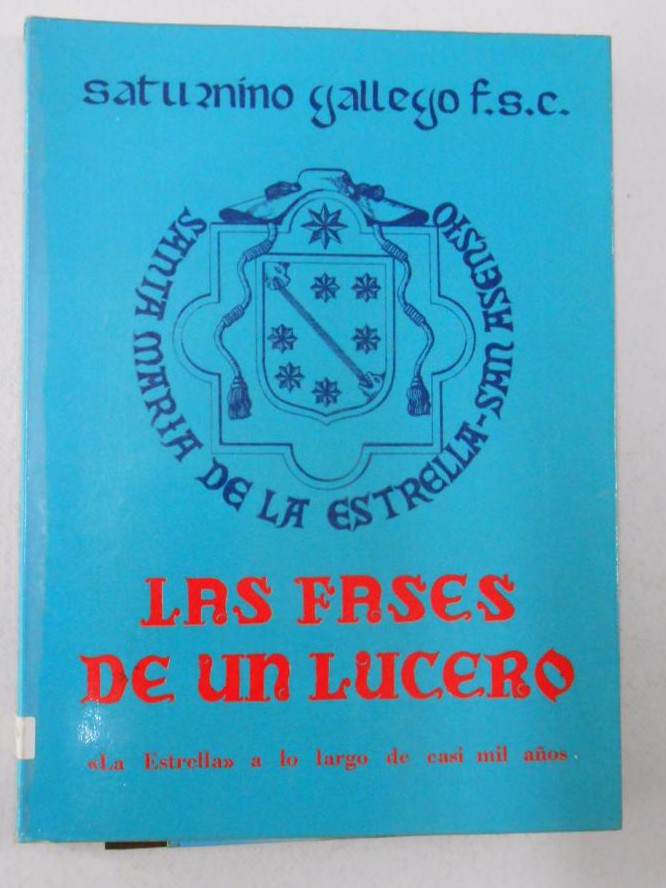 saturnino gallego f.s.c.
SANTA MARIA DE LA ESTRELLA-SAN ASENSIO
LAS FASES
DE UN LUCERO
«La Estrella» a lo largo de casi mil años